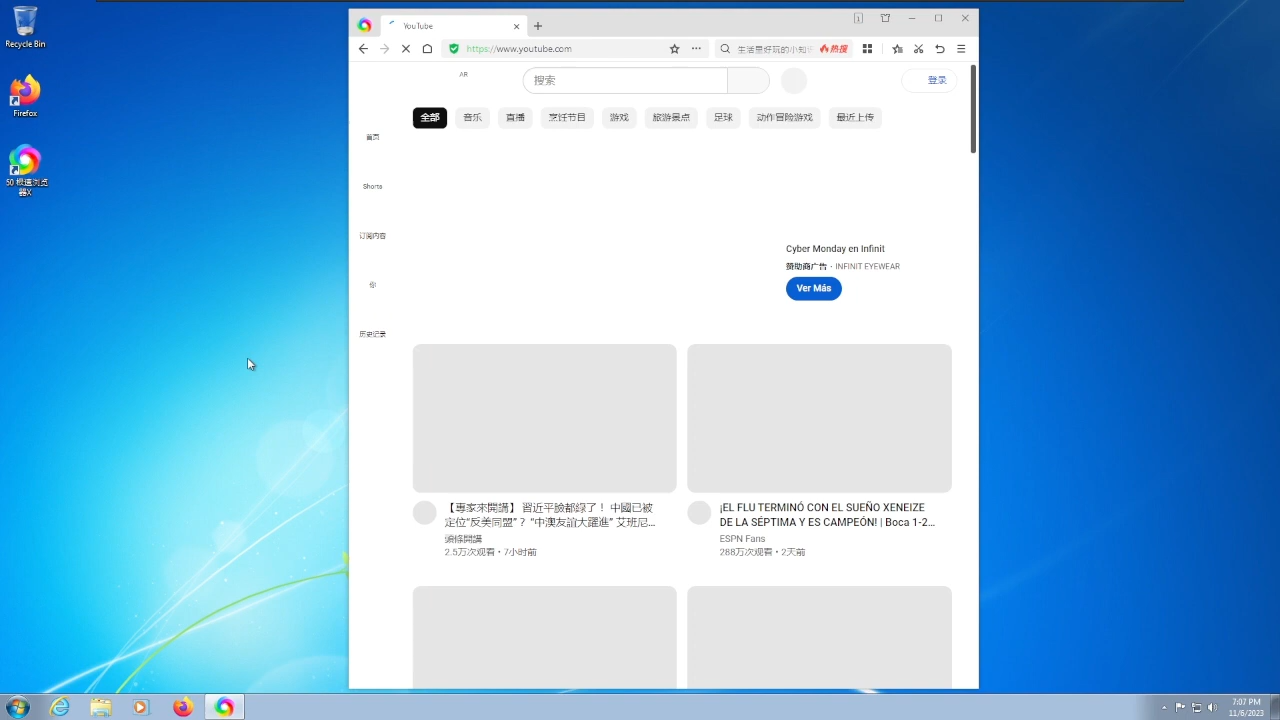 Recycle Bin
Firefox
YouTube
1
https://www.youtube.com
热搜
AR
搜索
登录
全部
音乐
直播
烹饪节目
游戏
旅游景点
足球
动作冒险游戏
最近上传
首页
Shorts
订阅内容
你
历史记录
Cyber Monday en Infinit
赞助商广告 · INFINIT EYEWEAR
Ver Más
【專家來開講】 習近平臉都綠了！ 中國已被
定位“反美同盟”？ “中澳友誼大躍進” 艾班尼...
頭條開講
2.5万次观看 • 7小时前
¡EL FLU TERMINÓ CON EL SUEÑO XENEIZE
DE LA SÉPTIMA Y ES CAMPEÓN! | Boca 1-2...
ESPN Fans
288万次观看 • 2天前
7:07 PM
11/6/2023